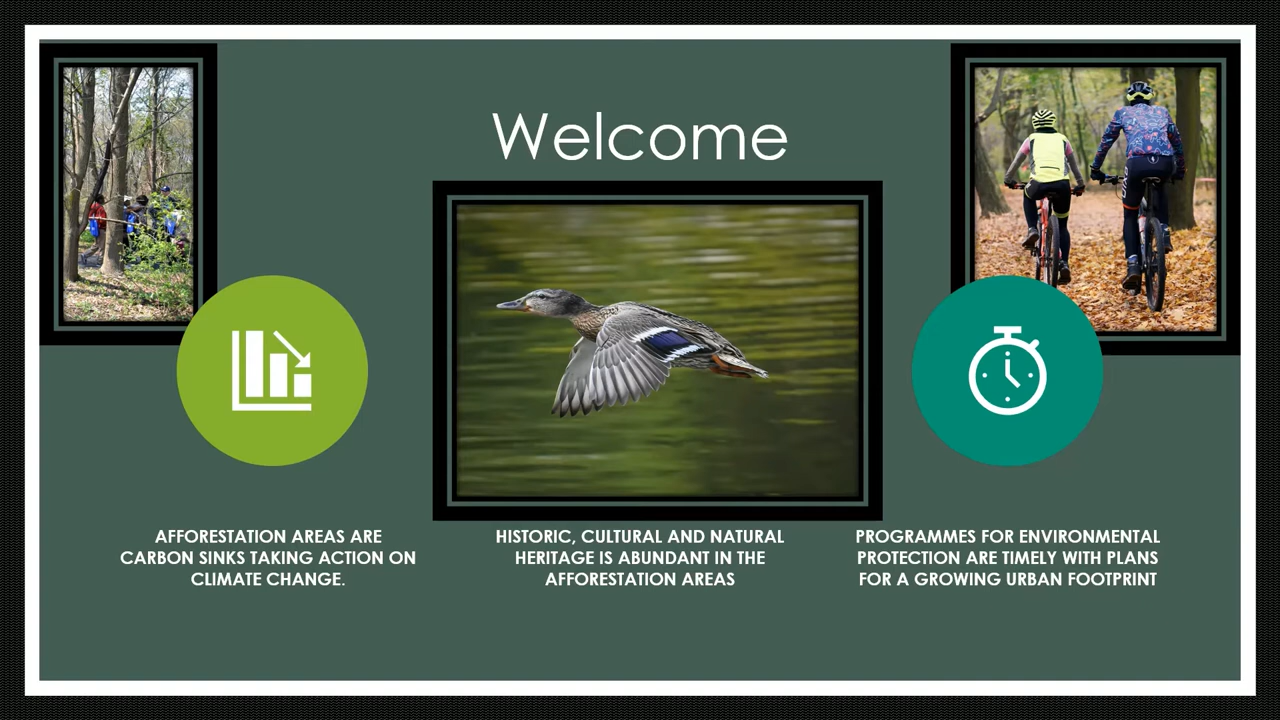 Welcome
AFFORESTATION AREAS ARE
CARBON SINKS TAKING ACTION ON
CLIMATE CHANGE.
HISTORIC, CULTURAL AND NATURAL
HERITAGE IS ABUNDANT IN THE
AFFORESTATION AREAS
PROGRAMMES FOR ENVIRONMENTAL
PROTECTION ARE TIMELY WITH PLANS
FOR A GROWING URBAN FOOTPRINT